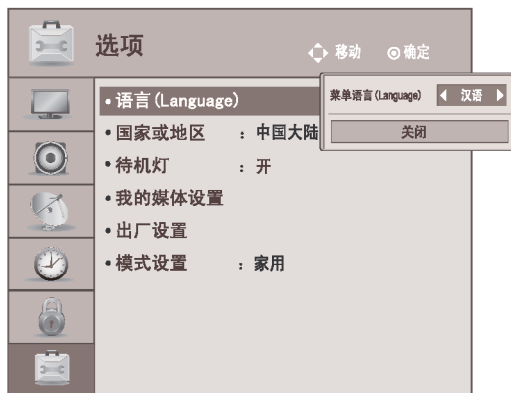 选项
移动 确定
• 语言(Language)
菜单语言(Language) 汉语
• 国家或地区 : 中国大陆
关闭
• 待机灯 : 开
• 我的媒体设置
• 出厂设置
• 模式设置 : 家用